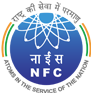 राष्ट्र की सेवा में परमाणु
नाईंस
NFC
ATOMS IN THE SERVICE OF THE NATION